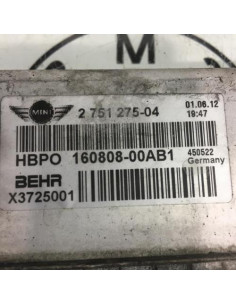 M
MINI 2 751 275-04 01.06.12
19:47
HBPO 160808-00AB1 450522
Germany
BEHR
X3725001